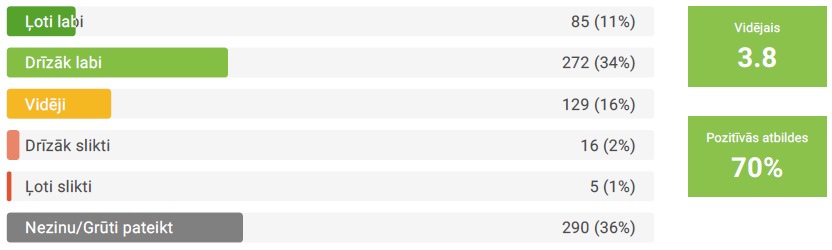 Ļoti labi 85 (11%)
Drīzāk labi 272 (34%)
Vidēji 129 (16%)
Drīzāk slikti 16 (2%)
Ļoti slikti 5 (1%)
Nezinu/Grūti pateikt 290 (36%)
Vidējais
3.8
Pozitīvās atbildes
70%